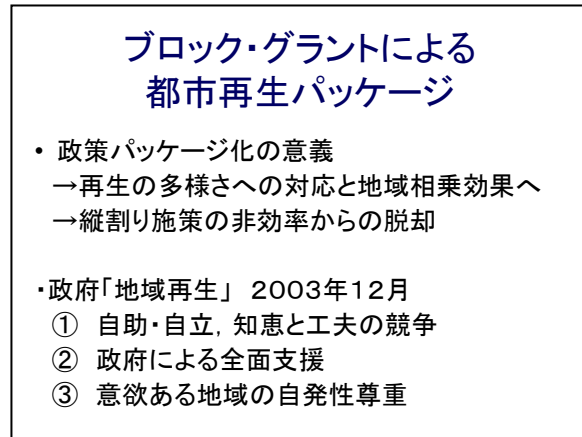 ブロック・グラントによる
都市再生パッケージ
• 政策パッケージ化の意義
→再生の多様さへの対応と地域相乗効果へ
→縦割り施策の非効率からの脱却
・政府「地域再生」 2003年12月
① 自助・自立, 知恵と工夫の競争
② 政府による全面支援
③ 意欲ある地域の自発性尊重